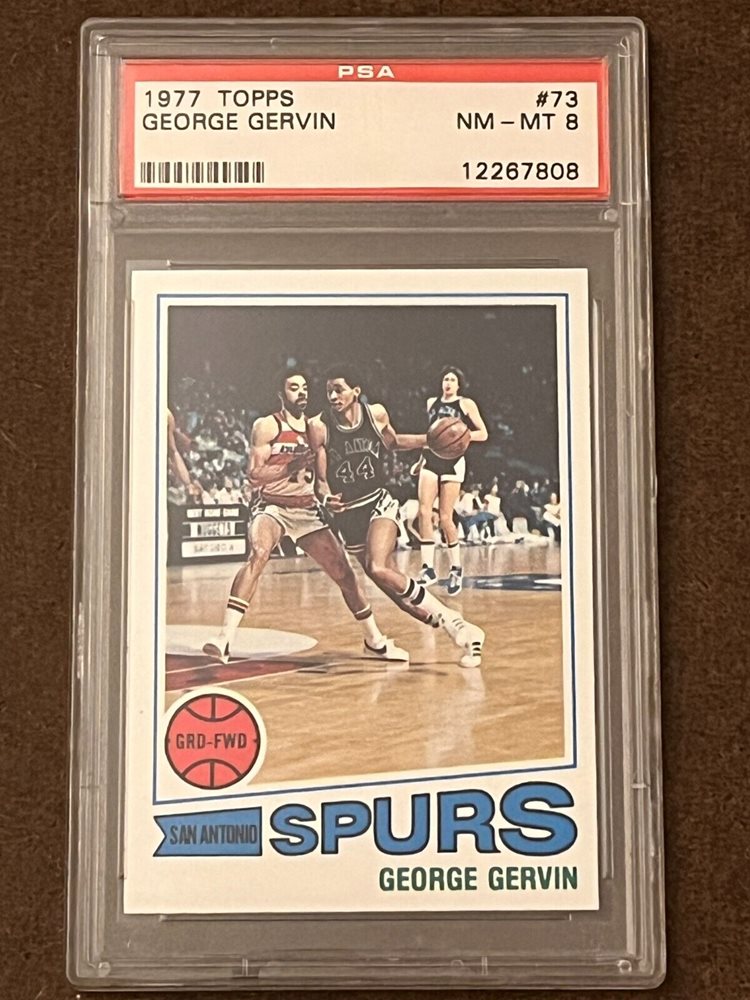 PSA
1977 TOPPS #73
GEORGE GERVIN NM-MT 8
12267808
44
GRD-FWD
SAN ANTONIO SPURS
GEORGE GERVIN